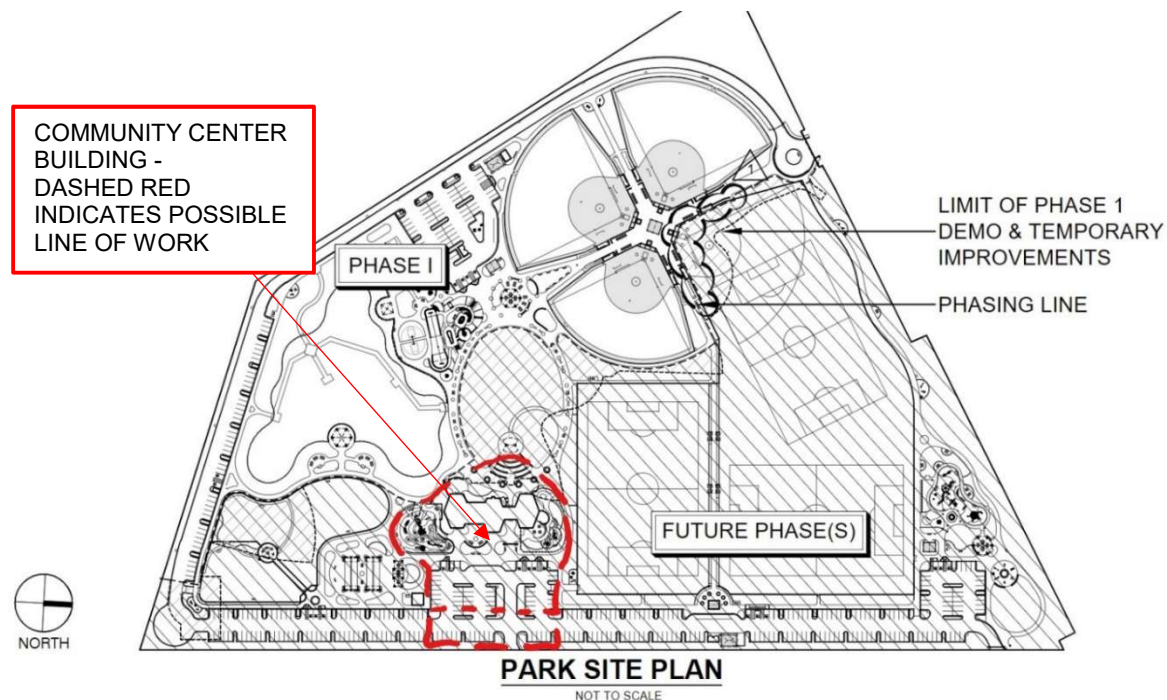 COMMUNITY CENTER
BUILDING -
DASHED RED
INDICATES POSSIBLE
LINE OF WORK
PHASE I
1
LIMIT OF PHASE 1
DEMO & TEMPORARY
IMPROVEMENTS
PHASING LINE
FUTURE PHASE(S)
NORTH
PARK SITE PLAN
NOT TO SCALE